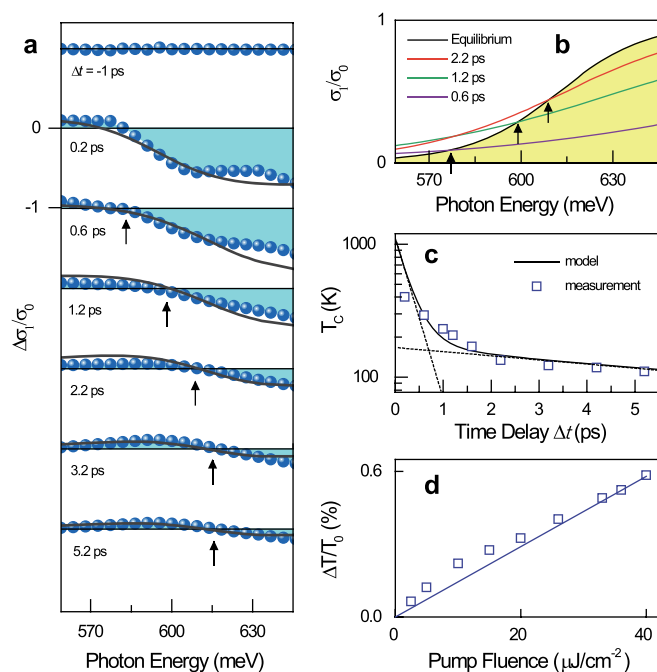 a
Δt = -1 ps
0
0.2 ps
-1
0.6 ps
1.2 ps
2.2 ps
3.2 ps
5.2 ps
Δσ₁/σ₀
570 600 630
Photon Energy (meV)
b
1
Equilibrium
2.2 ps
1.2 ps
0.6 ps
σ₁/σ₀
0
570 600 630
Photon Energy (meV)
c
1000
model
measurement
T_C (K)
100
0 1 2 3 4 5
Time Delay Δt (ps)
d
0.6
ΔT/T₀ (%)
0.0
0 20 40
Pump Fluence (μJ/cm⁻²)